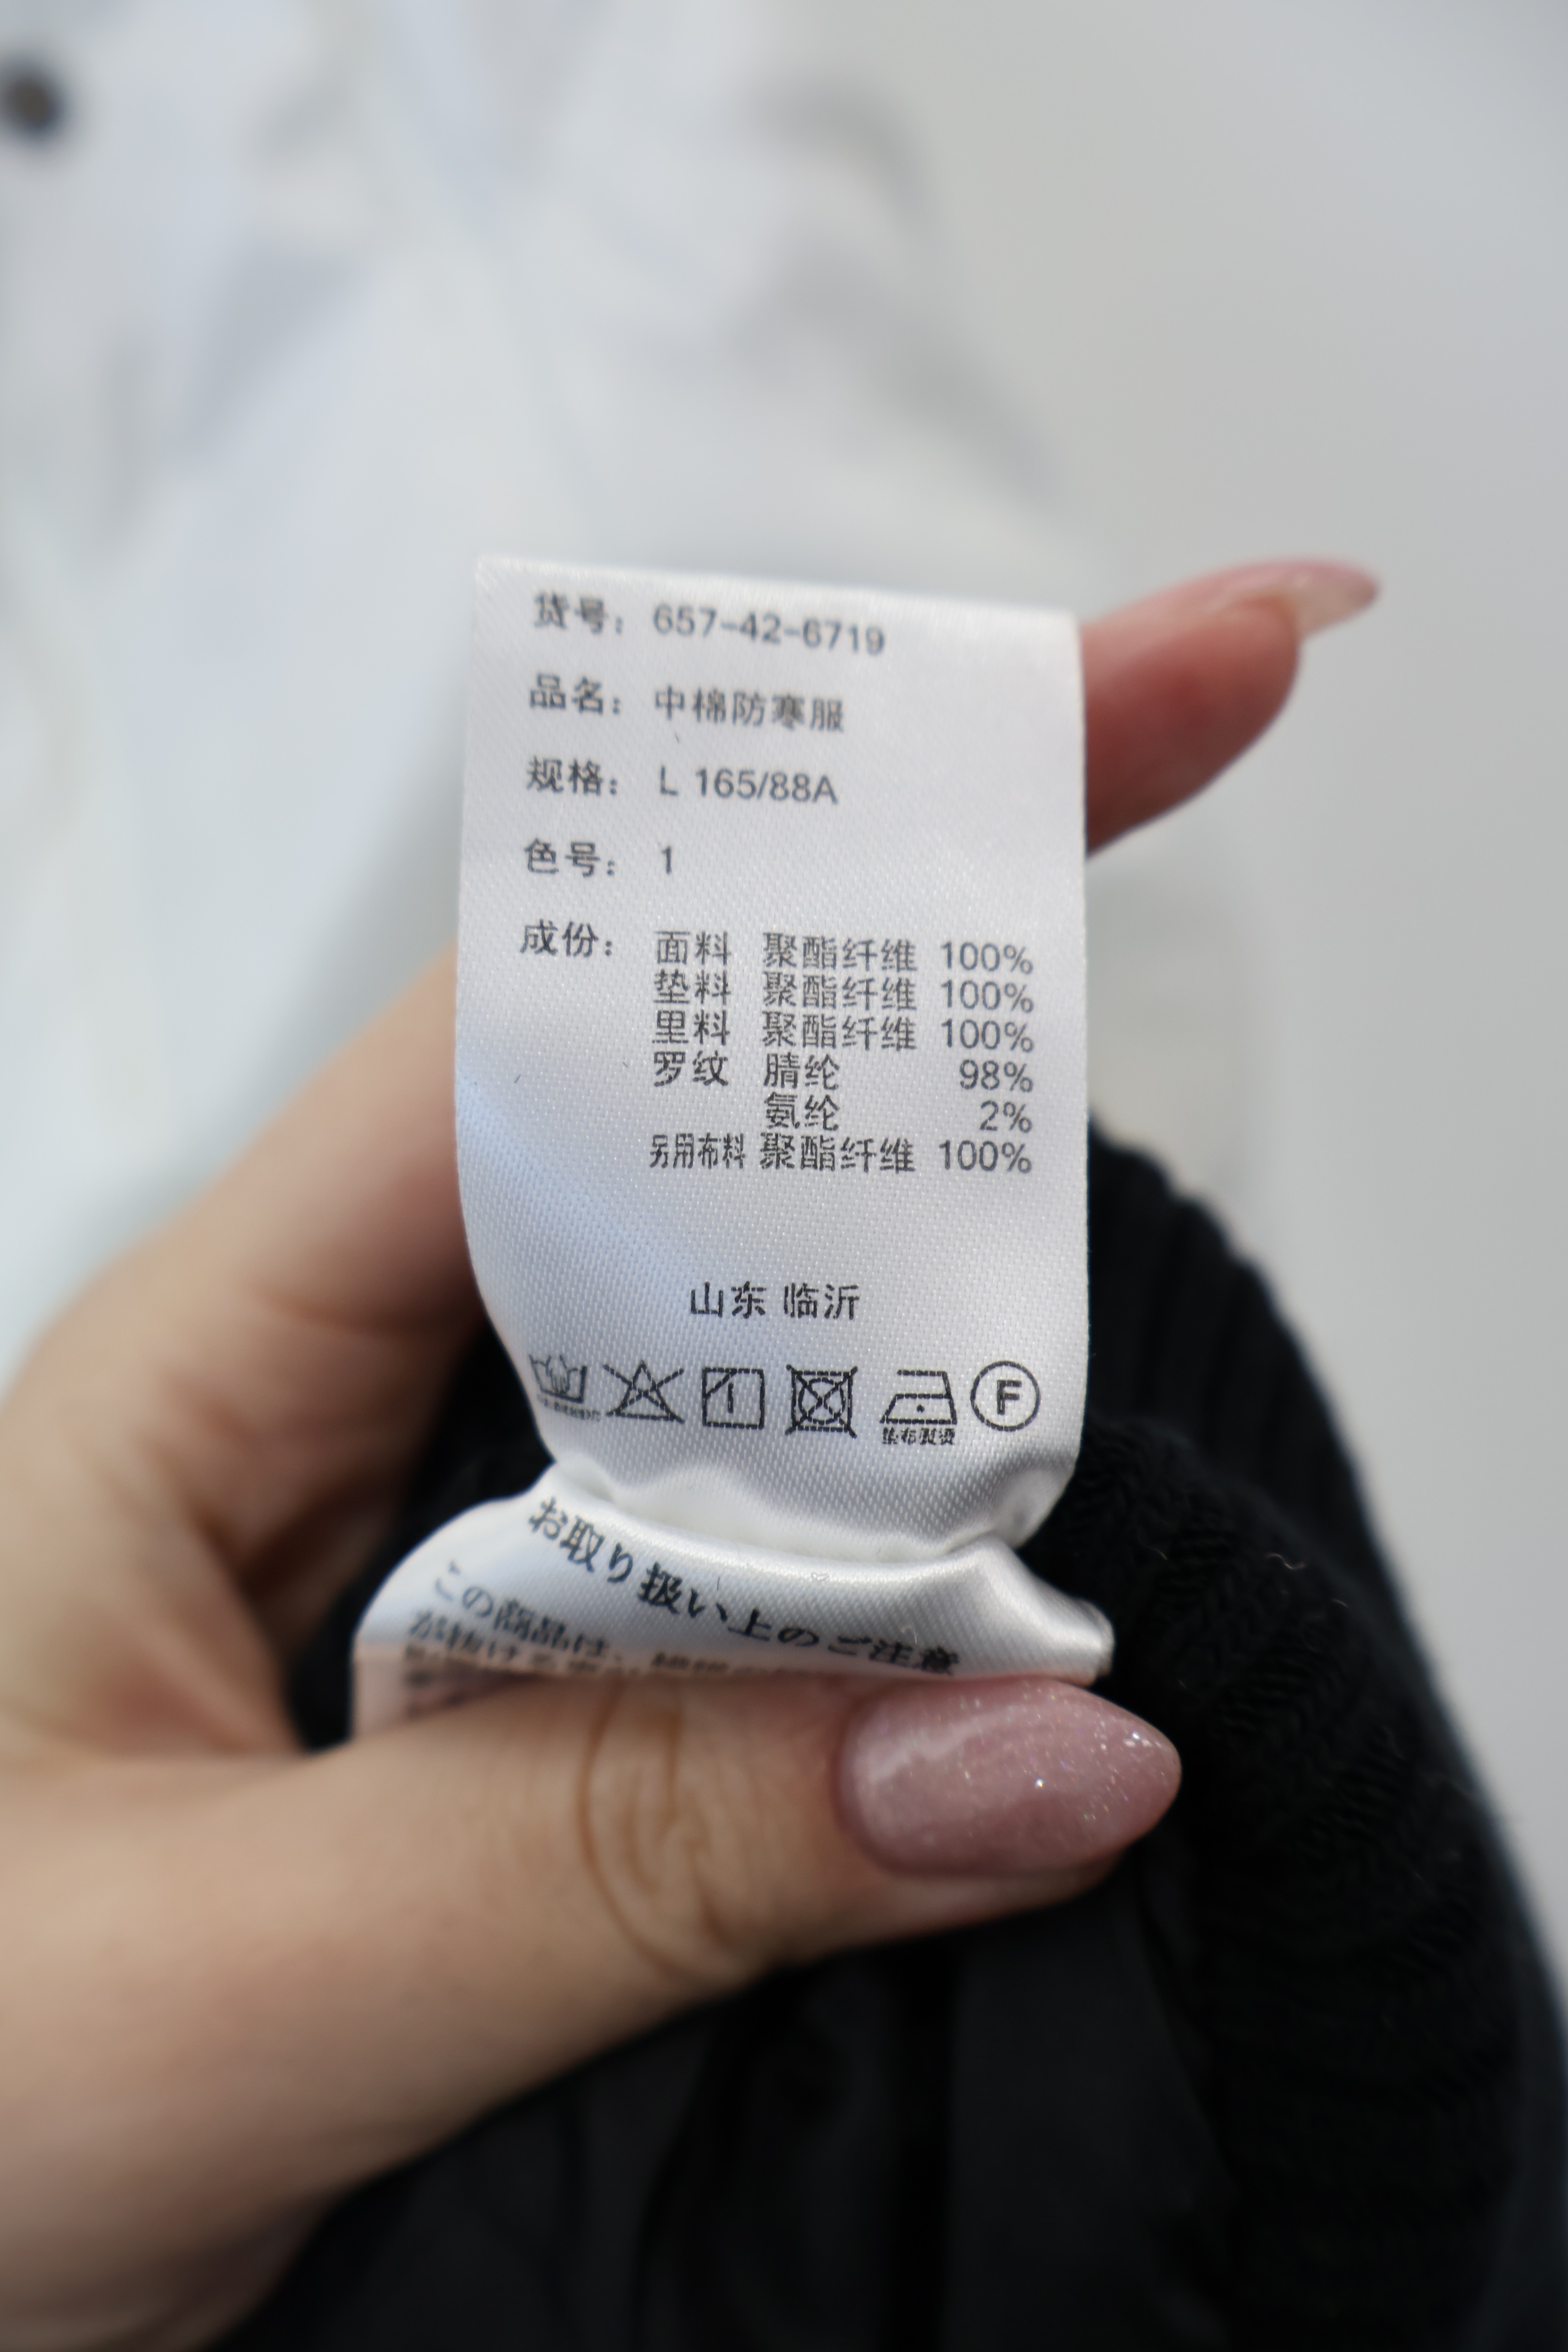 货号： 657-42-6719
品名： 中棉防寒服
规格： L 165/88A
色号： 1
成份： 面料 聚酯纤维 100%
垫料 聚酯纤维 100%
里料 聚酯纤维 100%
罗纹 腈纶 98%
氨纶 2%
另用布料 聚酯纤维 100%
山东 临沂
F
垫布熨烫
お取り扱い上のご注意
この商品は、
が抜ける